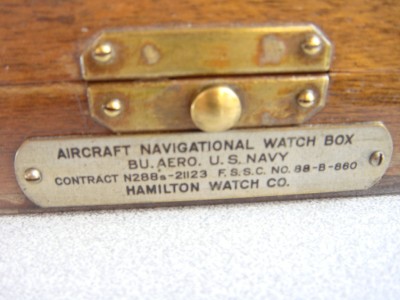 AIRCRAFT NAVIGATIONAL WATCH BOX
BU. AERO. U.S. NAVY
CONTRACT N288s-21123 F.S.S.C. NO. 88-B-860
HAMILTON WATCH CO.